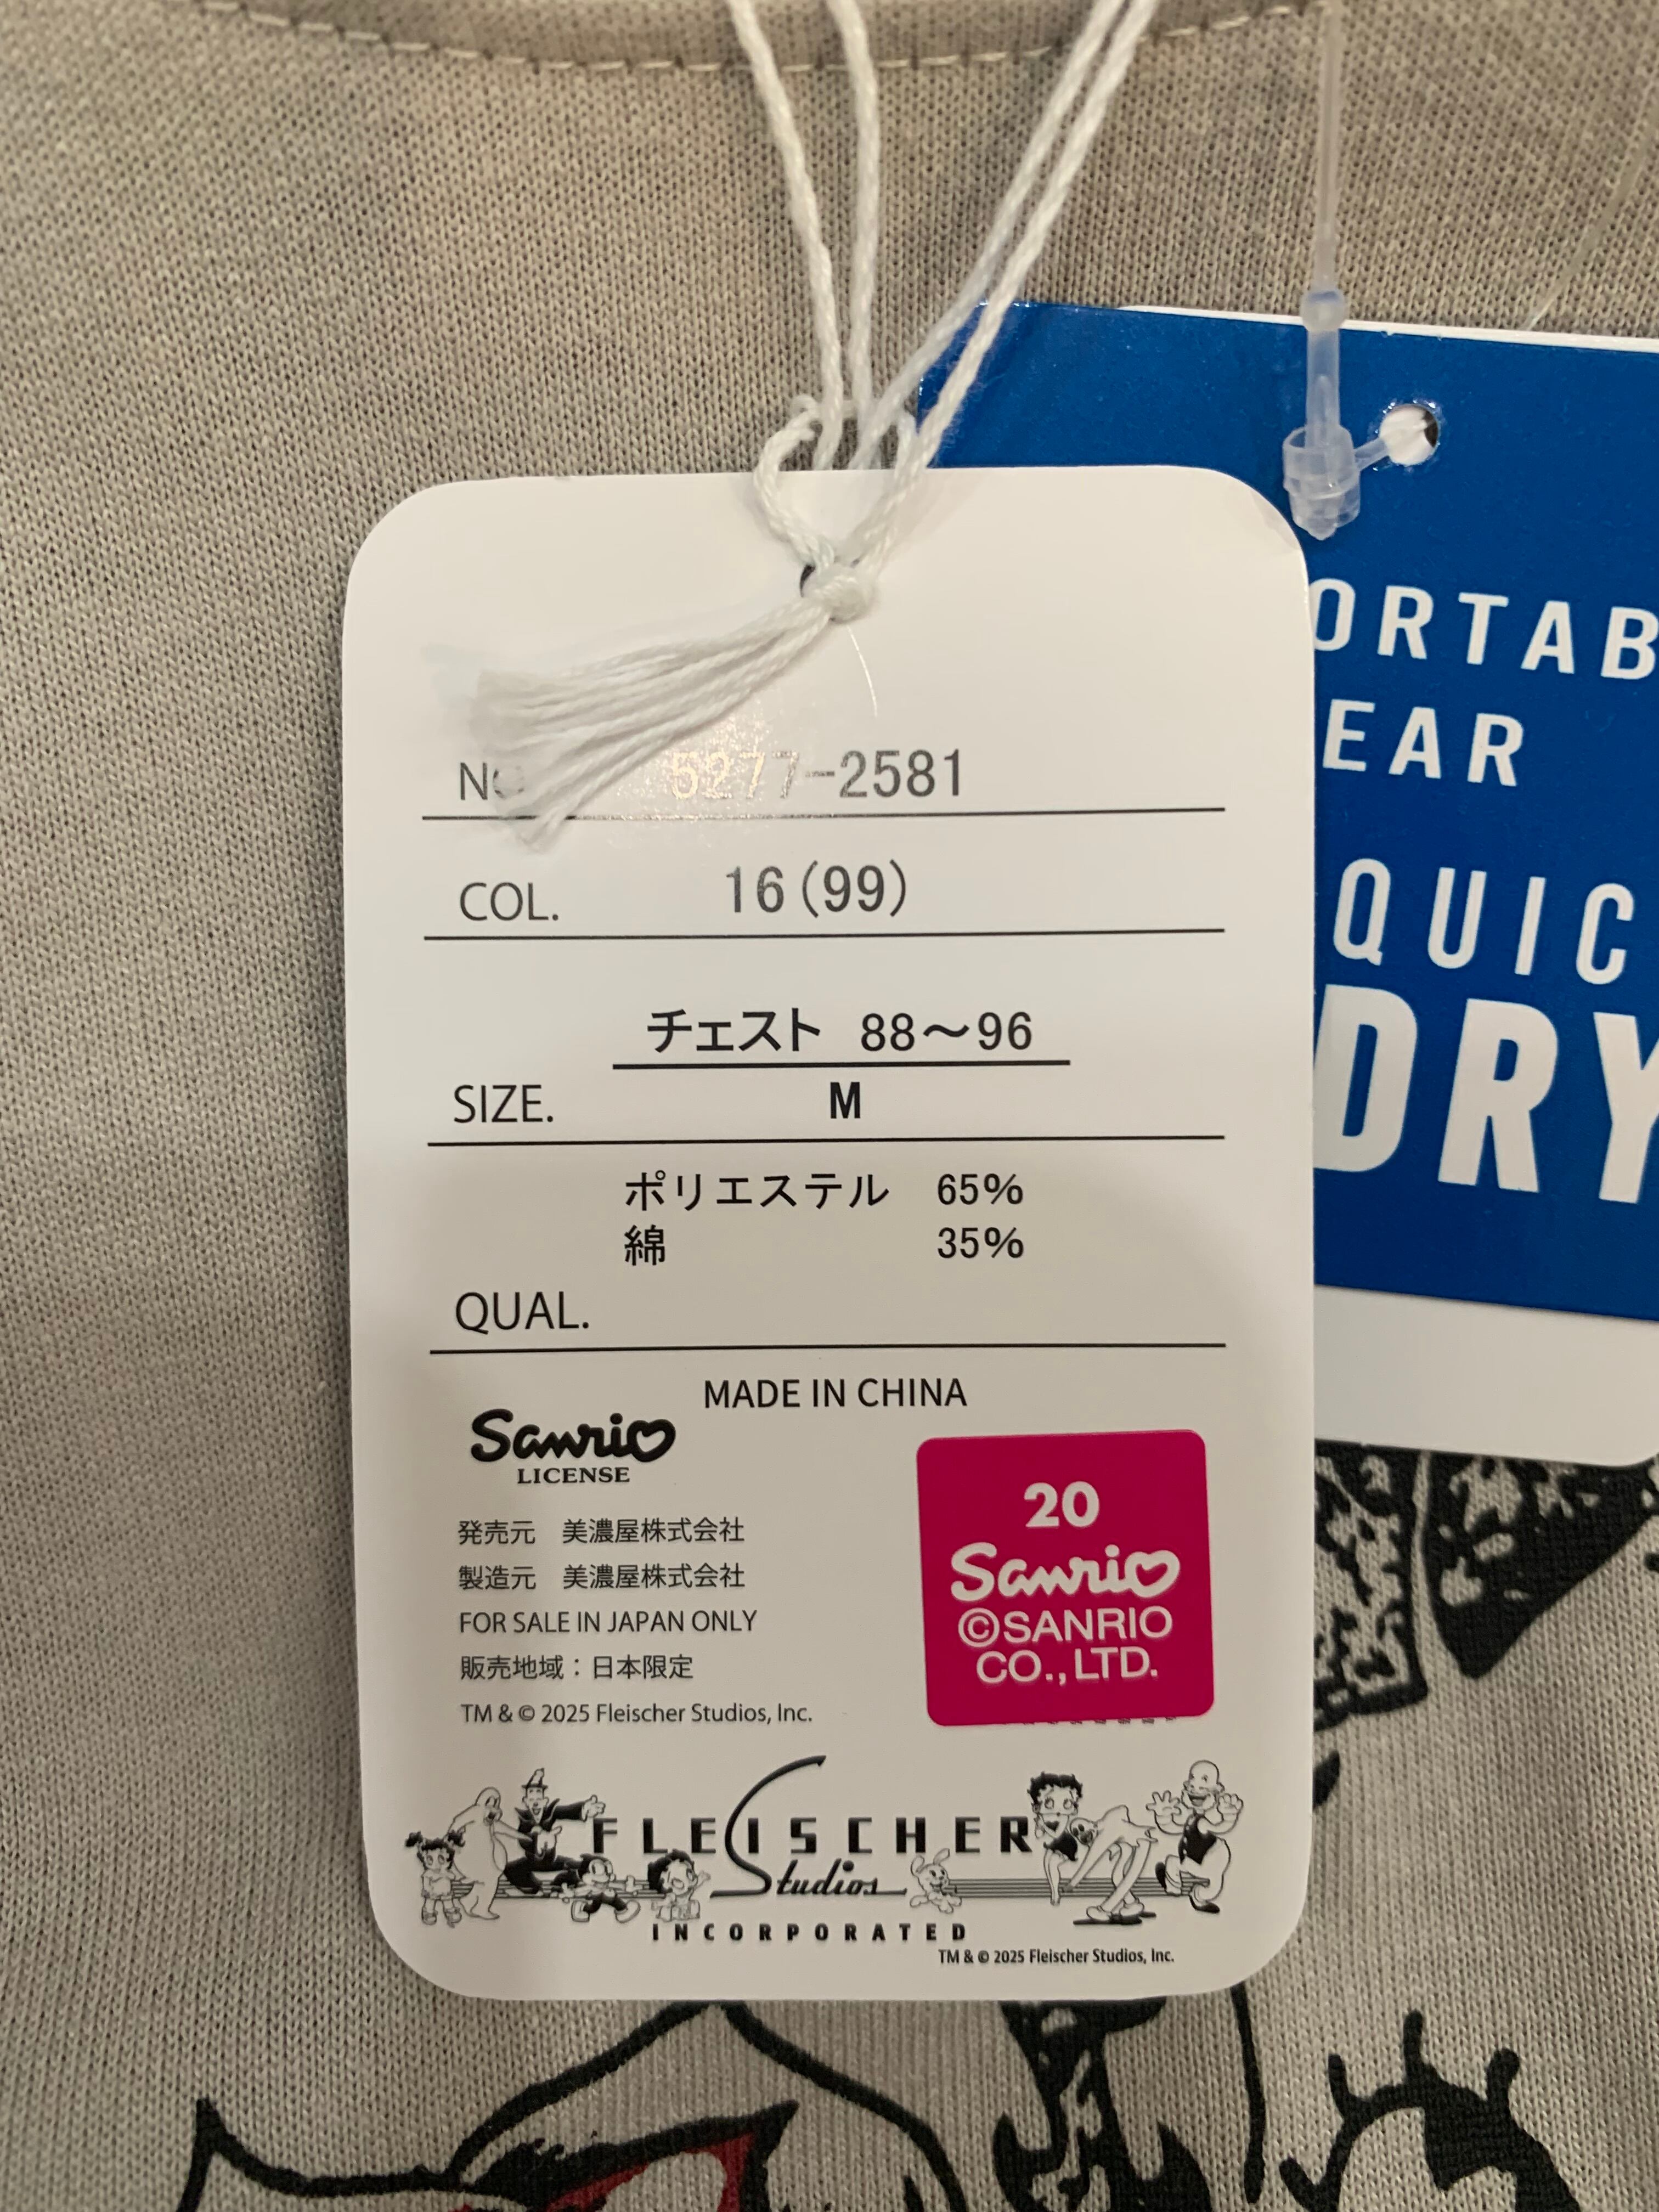 NO 5277-2581
COL. 16(99)
チェスト 88〜96
SIZE. M
ポリエステル 65%
綿 35%
QUAL.
MADE IN CHINA
Sanrio
LICENSE
発売元 美濃屋株式会社
製造元 美濃屋株式会社
FOR SALE IN JAPAN ONLY
販売地域：日本限定
TM & © 2025 Fleischer Studios, Inc.
20
Sanrio
©SANRIO
CO., LTD.
FLEISCHER
Studios
INCORPORATED
TM & © 2025 Fleischer Studios, Inc.
ORTAB
EAR
QUIC
DRY